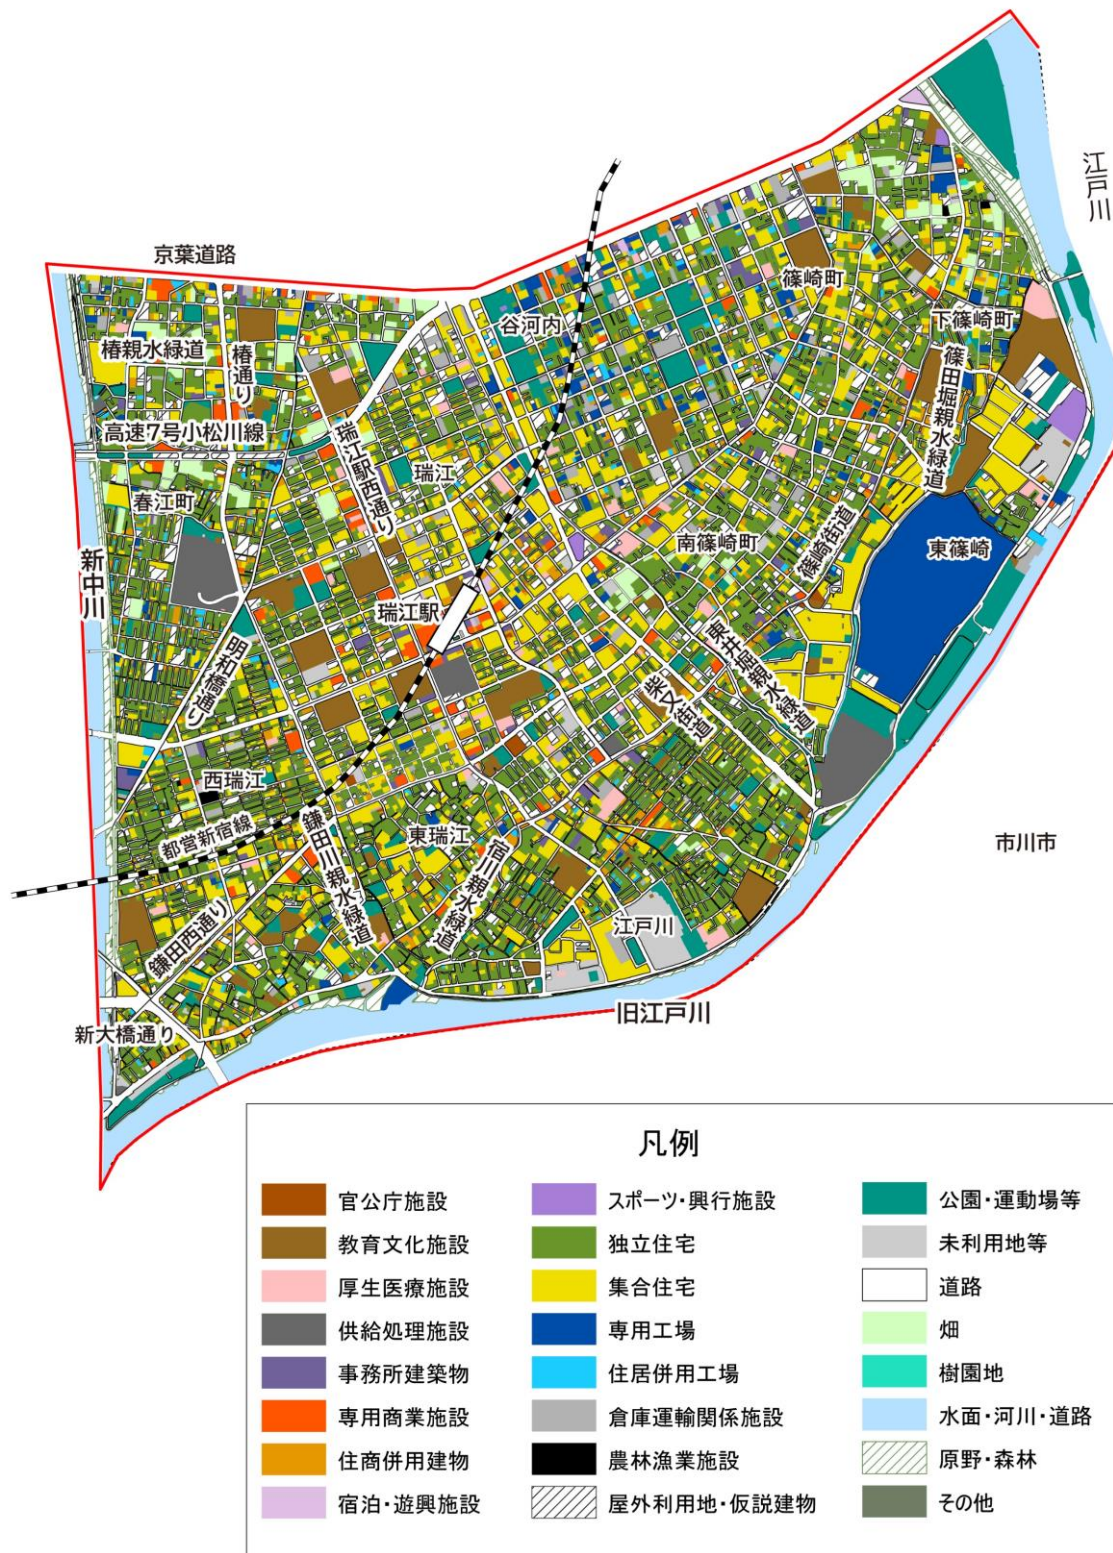 江戸川
京葉道路
篠崎町
谷河内
下篠崎町
椿親水緑道
椿通り
篠田堀親水緑道
高速7号小松川線
瑞江駅西通り
瑞江
春江町
南篠崎町
篠崎街道
東篠崎
新中川
瑞江駅
明和橋通り
東井堀親水緑道
柴又街道
西瑞江
都営新宿線
鎌田川親水緑道
東瑞江
宿川親水緑道
市川市
鎌田西通り
江戸川
旧江戸川
新大橋通り
凡例
官公庁施設
教育文化施設
厚生医療施設
供給処理施設
事務所建築物
専用商業施設
住商併用建物
宿泊・遊興施設
スポーツ・興行施設
独立住宅
集合住宅
専用工場
住居併用工場
倉庫運輸関係施設
農林漁業施設
屋外利用地・仮説建物
公園・運動場等
未利用地等
道路
畑
樹園地
水面・河川・道路
原野・森林
その他